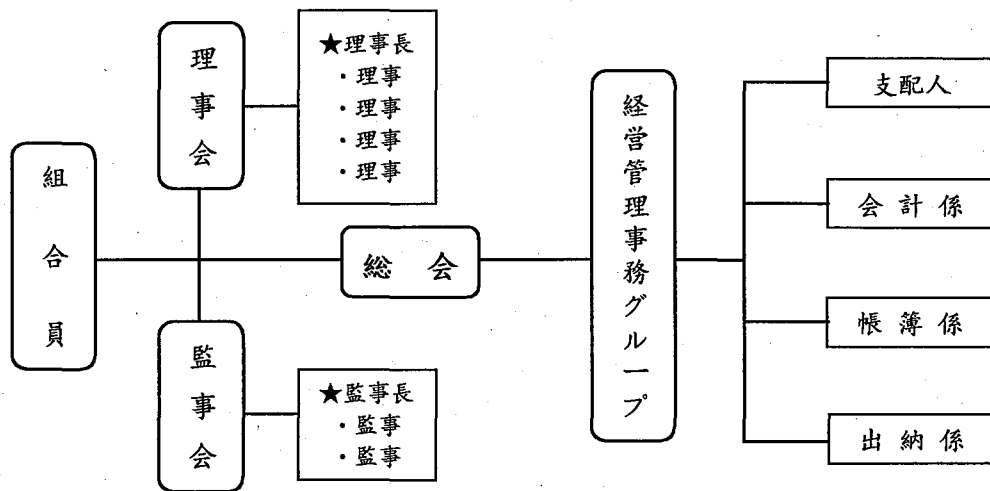 組合員
理事会
★理事長
・理事
・理事
・理事
・理事
監事会
★監事長
・監事
・監事
総会
経営管理事務グループ
支配人
会計係
帳簿係
出納係